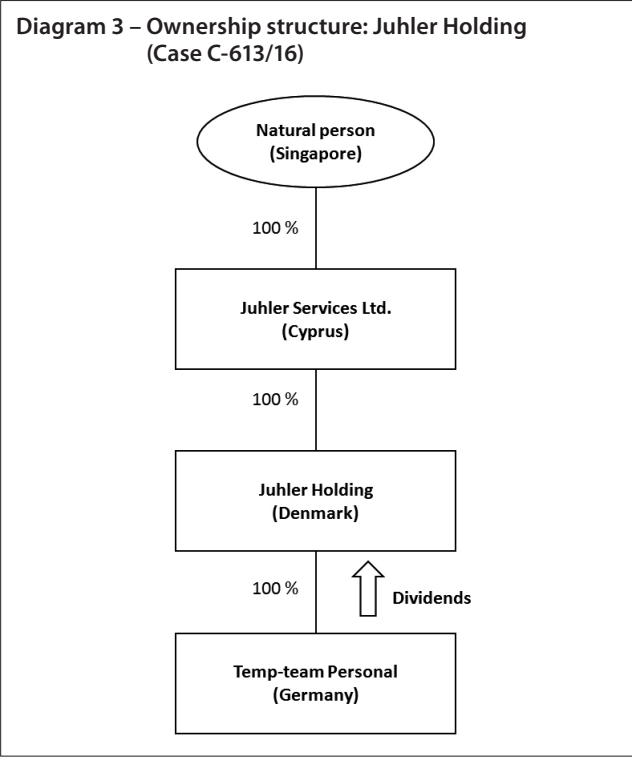 Diagram 3 – Ownership structure: Juhler Holding
(Case C-613/16)
Natural person
(Singapore)
100 %
Juhler Services Ltd.
(Cyprus)
100 %
Juhler Holding
(Denmark)
100 %
Dividends
Temp-team Personal
(Germany)